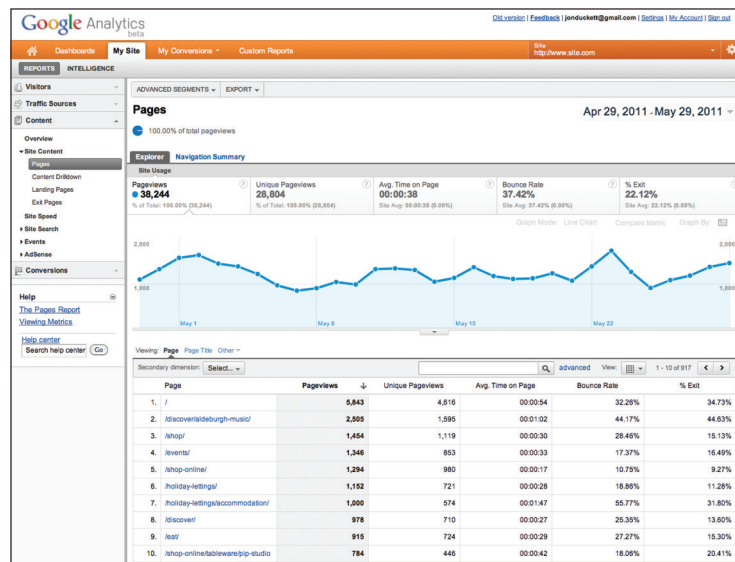 Google Analytics
beta
Old version | Feedback | jonduckett@gmail.com | Settings | My Account | Sign out
Dashboards My Site My Conversions Custom Reports
Site
http://www.site.com
REPORTS INTELLIGENCE
Visitors
Traffic Sources
Content
Overview
Site Content
Pages
Content Drilldown
Landing Pages
Exit Pages
Site Speed
Site Search
Events
AdSense
Conversions
Help
The Pages Report
Viewing Metrics
Help center
Search help center Go
ADVANCED SEGMENTS EXPORT
Pages
Apr 29, 2011 - May 29, 2011
100.00% of total pageviews
Explorer Navigation Summary
Site Usage
Pageviews
38,244
% of Total: 100.00% (38,244)
Unique Pageviews
28,804
% of Total: 100.00% (28,804)
Avg. Time on Page
00:00:38
Site Avg: 00:00:38 (0.00%)
Bounce Rate
37.42%
Site Avg: 37.42% (0.00%)
% Exit
22.12%
Site Avg: 22.12% (0.00%)
Graph Mode: Line Chart Compare Metric Graph By:
2,000 2,000
1,000 1,000
May 1 May 8 May 15 May 22
Viewing: Page Page Title Other
Secondary dimension: Select... advanced View: 1 - 10 of 917
Page Pageviews Unique Pageviews Avg. Time on Page Bounce Rate % Exit
1. / 5,843 4,616 00:00:54 32.26% 34.73%
2. /discover/aldeburgh-music/ 2,505 1,595 00:01:02 44.17% 44.63%
3. /shop/ 1,454 1,119 00:00:30 28.46% 15.13%
4. /events/ 1,346 853 00:00:33 17.37% 16.49%
5. /shop-online/ 1,294 980 00:00:17 10.75% 9.27%
6. /holiday-lettings/ 1,152 721 00:00:28 18.86% 11.28%
7. /holiday-lettings/accommodation/ 1,000 574 00:01:47 55.77% 31.80%
8. /discover/ 978 710 00:00:27 25.35% 13.60%
9. /eat/ 915 724 00:00:29 27.27% 15.30%
10. /shop-online/tableware/pip-studio 784 446 00:00:42 18.06% 20.41%